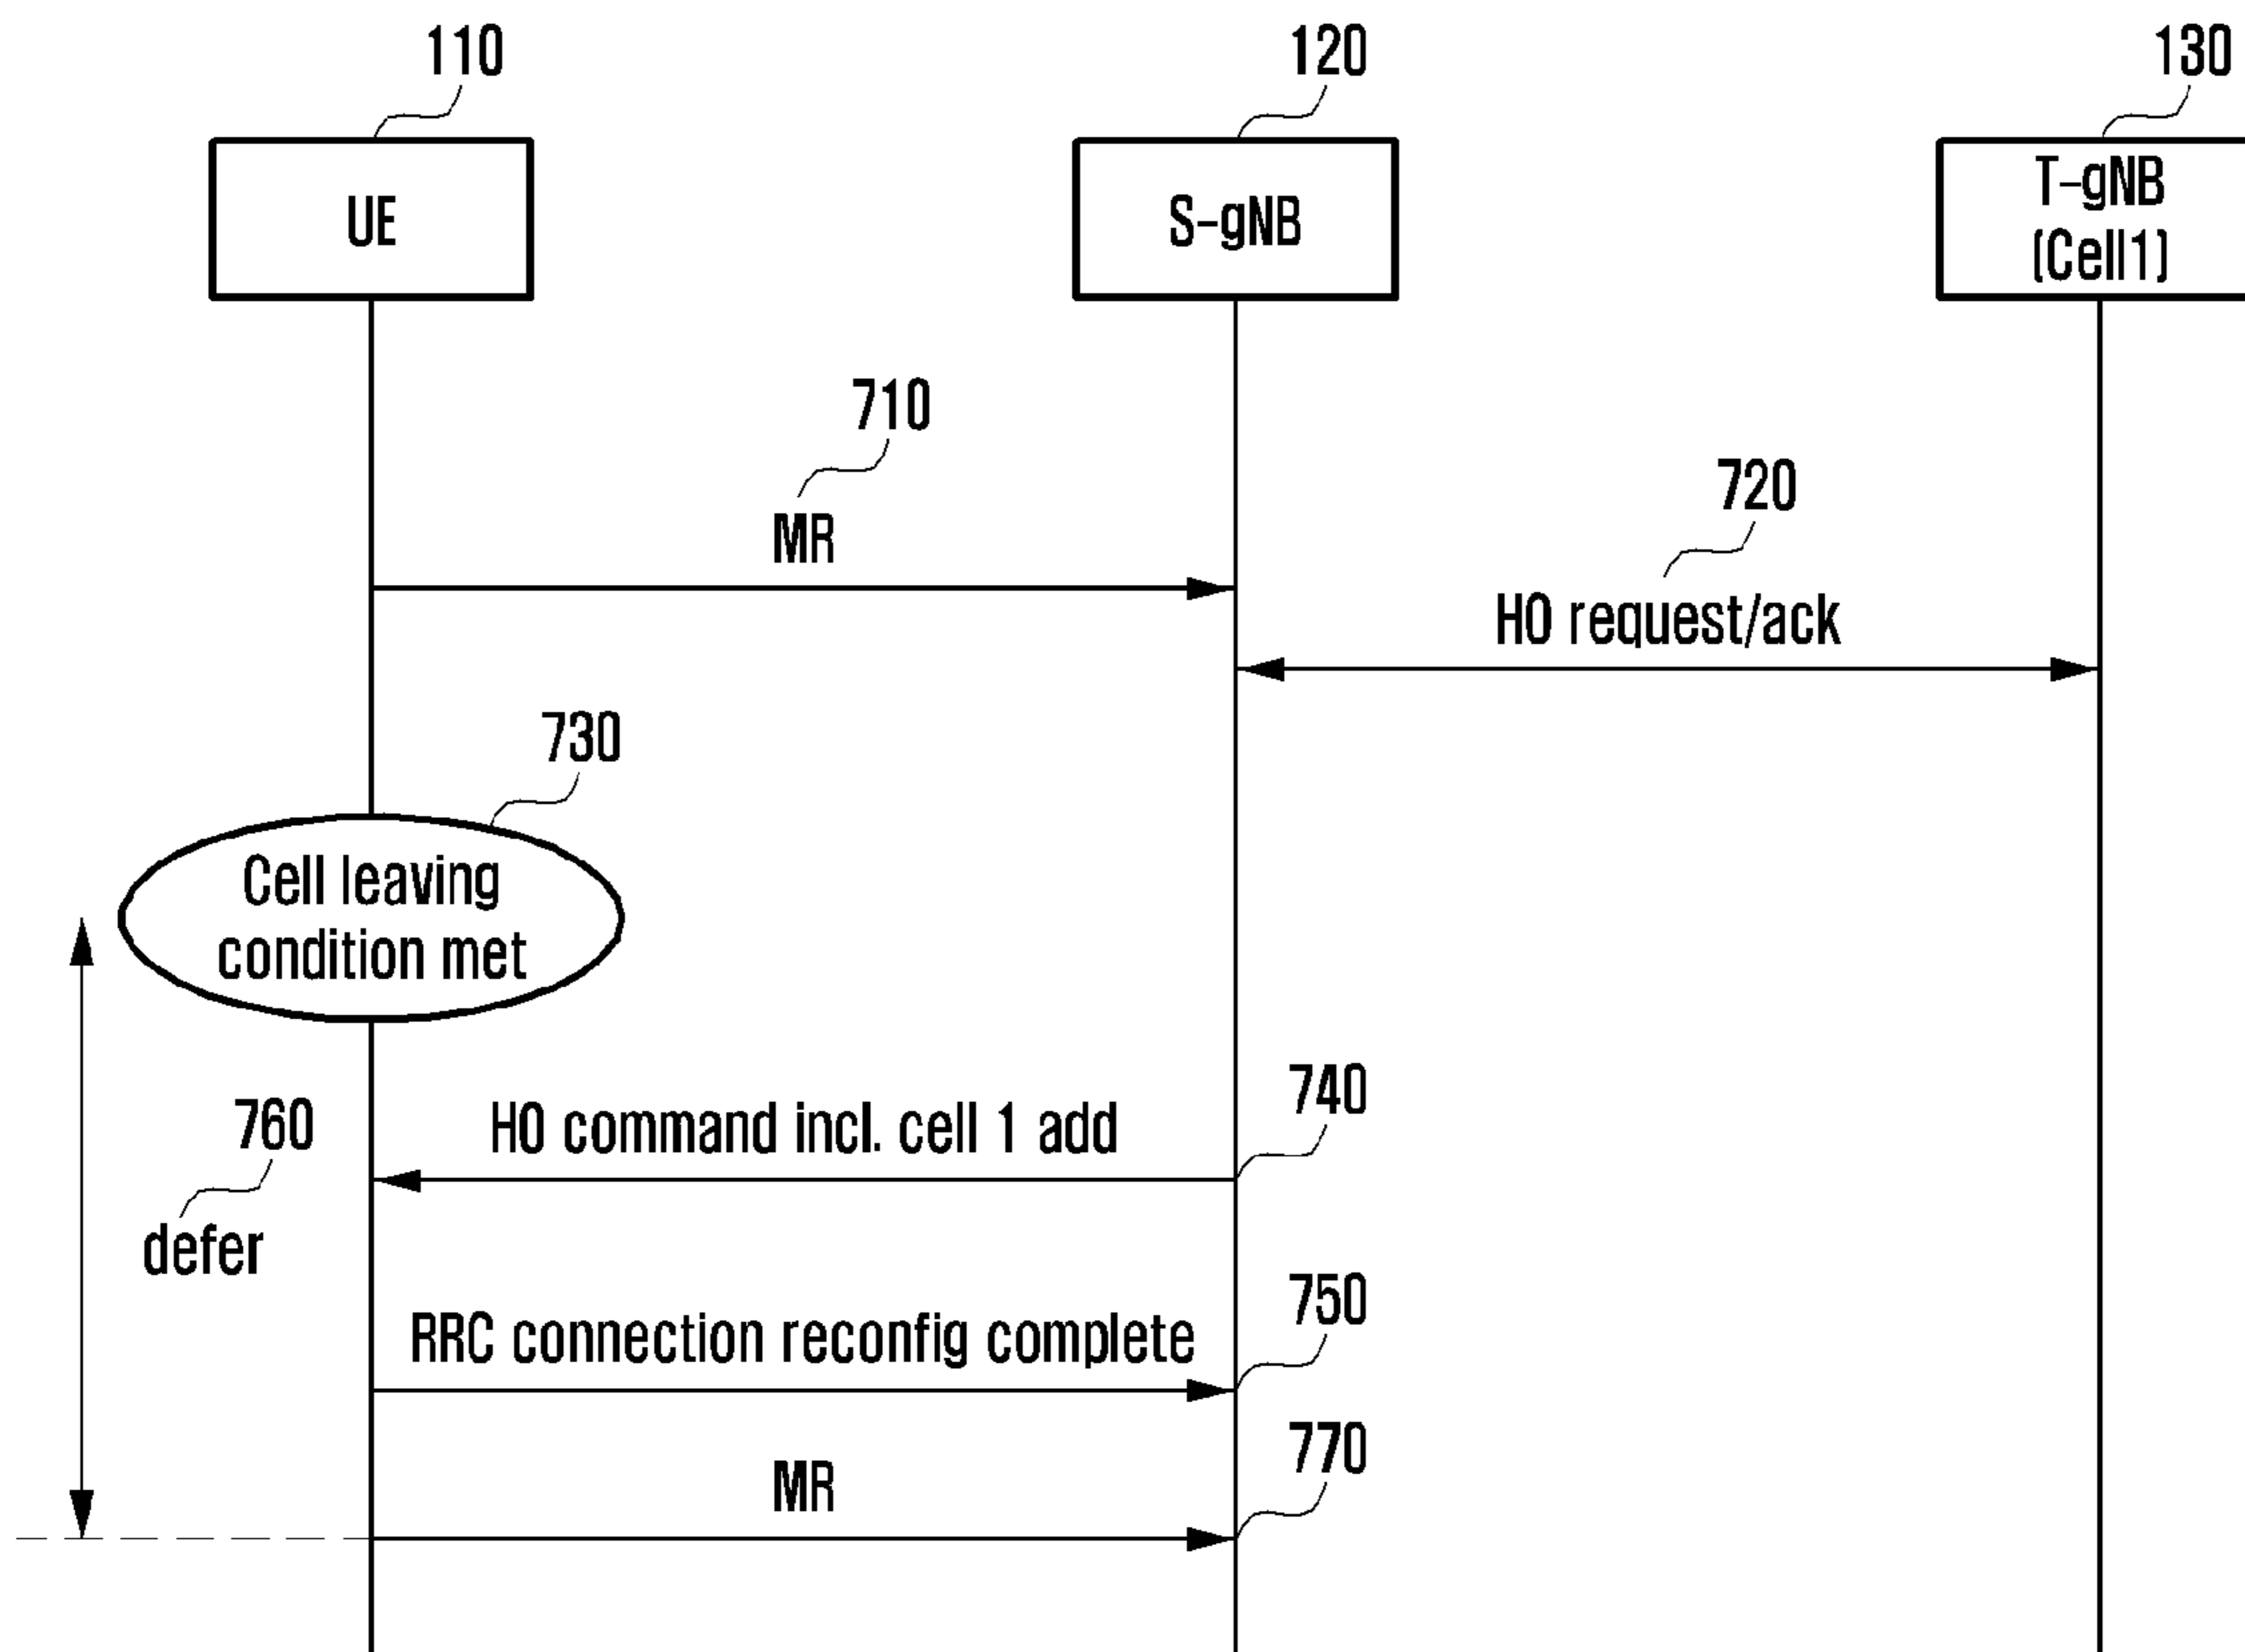 110
120
130
UE
S-gNB
T-gNB
(Cell1)
710
MR
720
HO request/ack
730
Cell leaving
condition met
740
HO command incl. cell 1 add
760
defer
750
RRC connection reconfig complete
770
MR